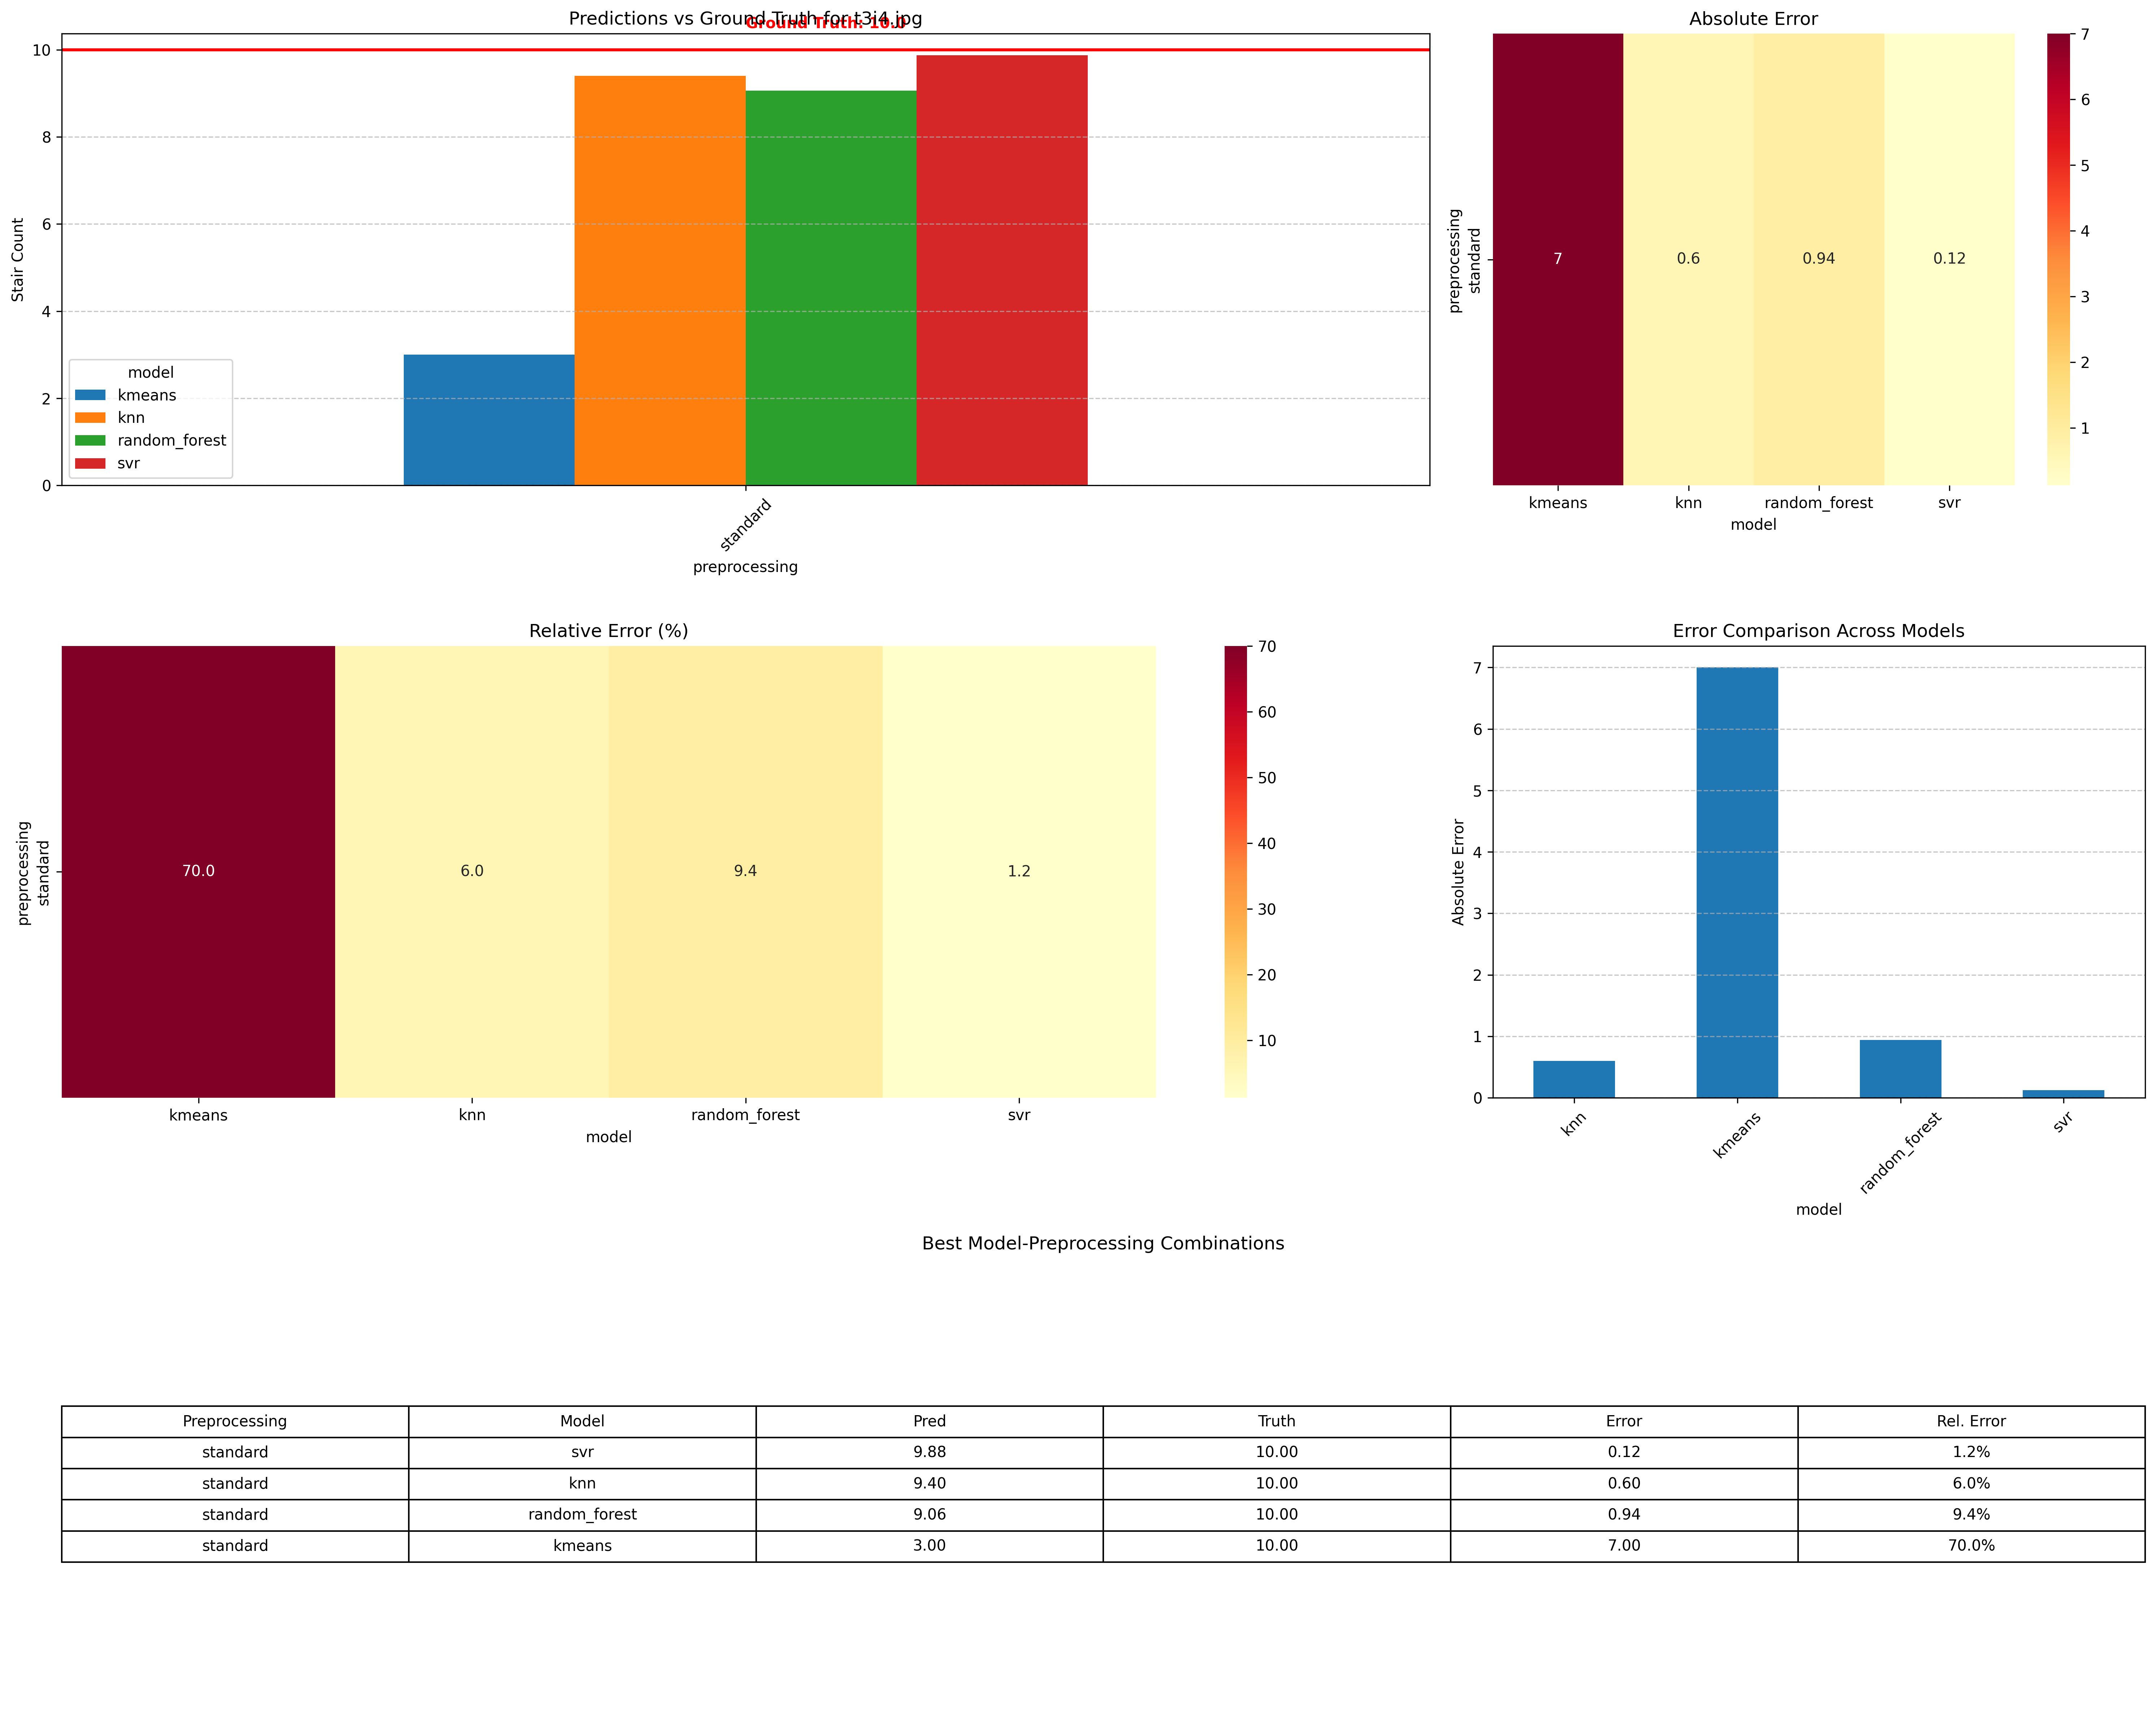 Predictions vs Ground Truth for t3i4.jpg
Ground Truth: 10.0
Stair Count
10
8
6
4
2
0
model
kmeans
knn
random_forest
svr
standard
preprocessing
Absolute Error
preprocessing
standard
7
0.6
0.94
0.12
kmeans
knn
random_forest
svr
model
7
6
5
4
3
2
1
Relative Error (%)
preprocessing
standard
70.0
6.0
9.4
1.2
kmeans
knn
random_forest
svr
model
70
60
50
40
30
20
10
Error Comparison Across Models
Absolute Error
7
6
5
4
3
2
1
0
knn
kmeans
random_forest
svr
model
Best Model-Preprocessing Combinations
Preprocessing Model Pred Truth Error Rel. Error
standard svr 9.88 10.00 0.12 1.2%
standard knn 9.40 10.00 0.60 6.0%
standard random_forest 9.06 10.00 0.94 9.4%
standard kmeans 3.00 10.00 7.00 70.0%